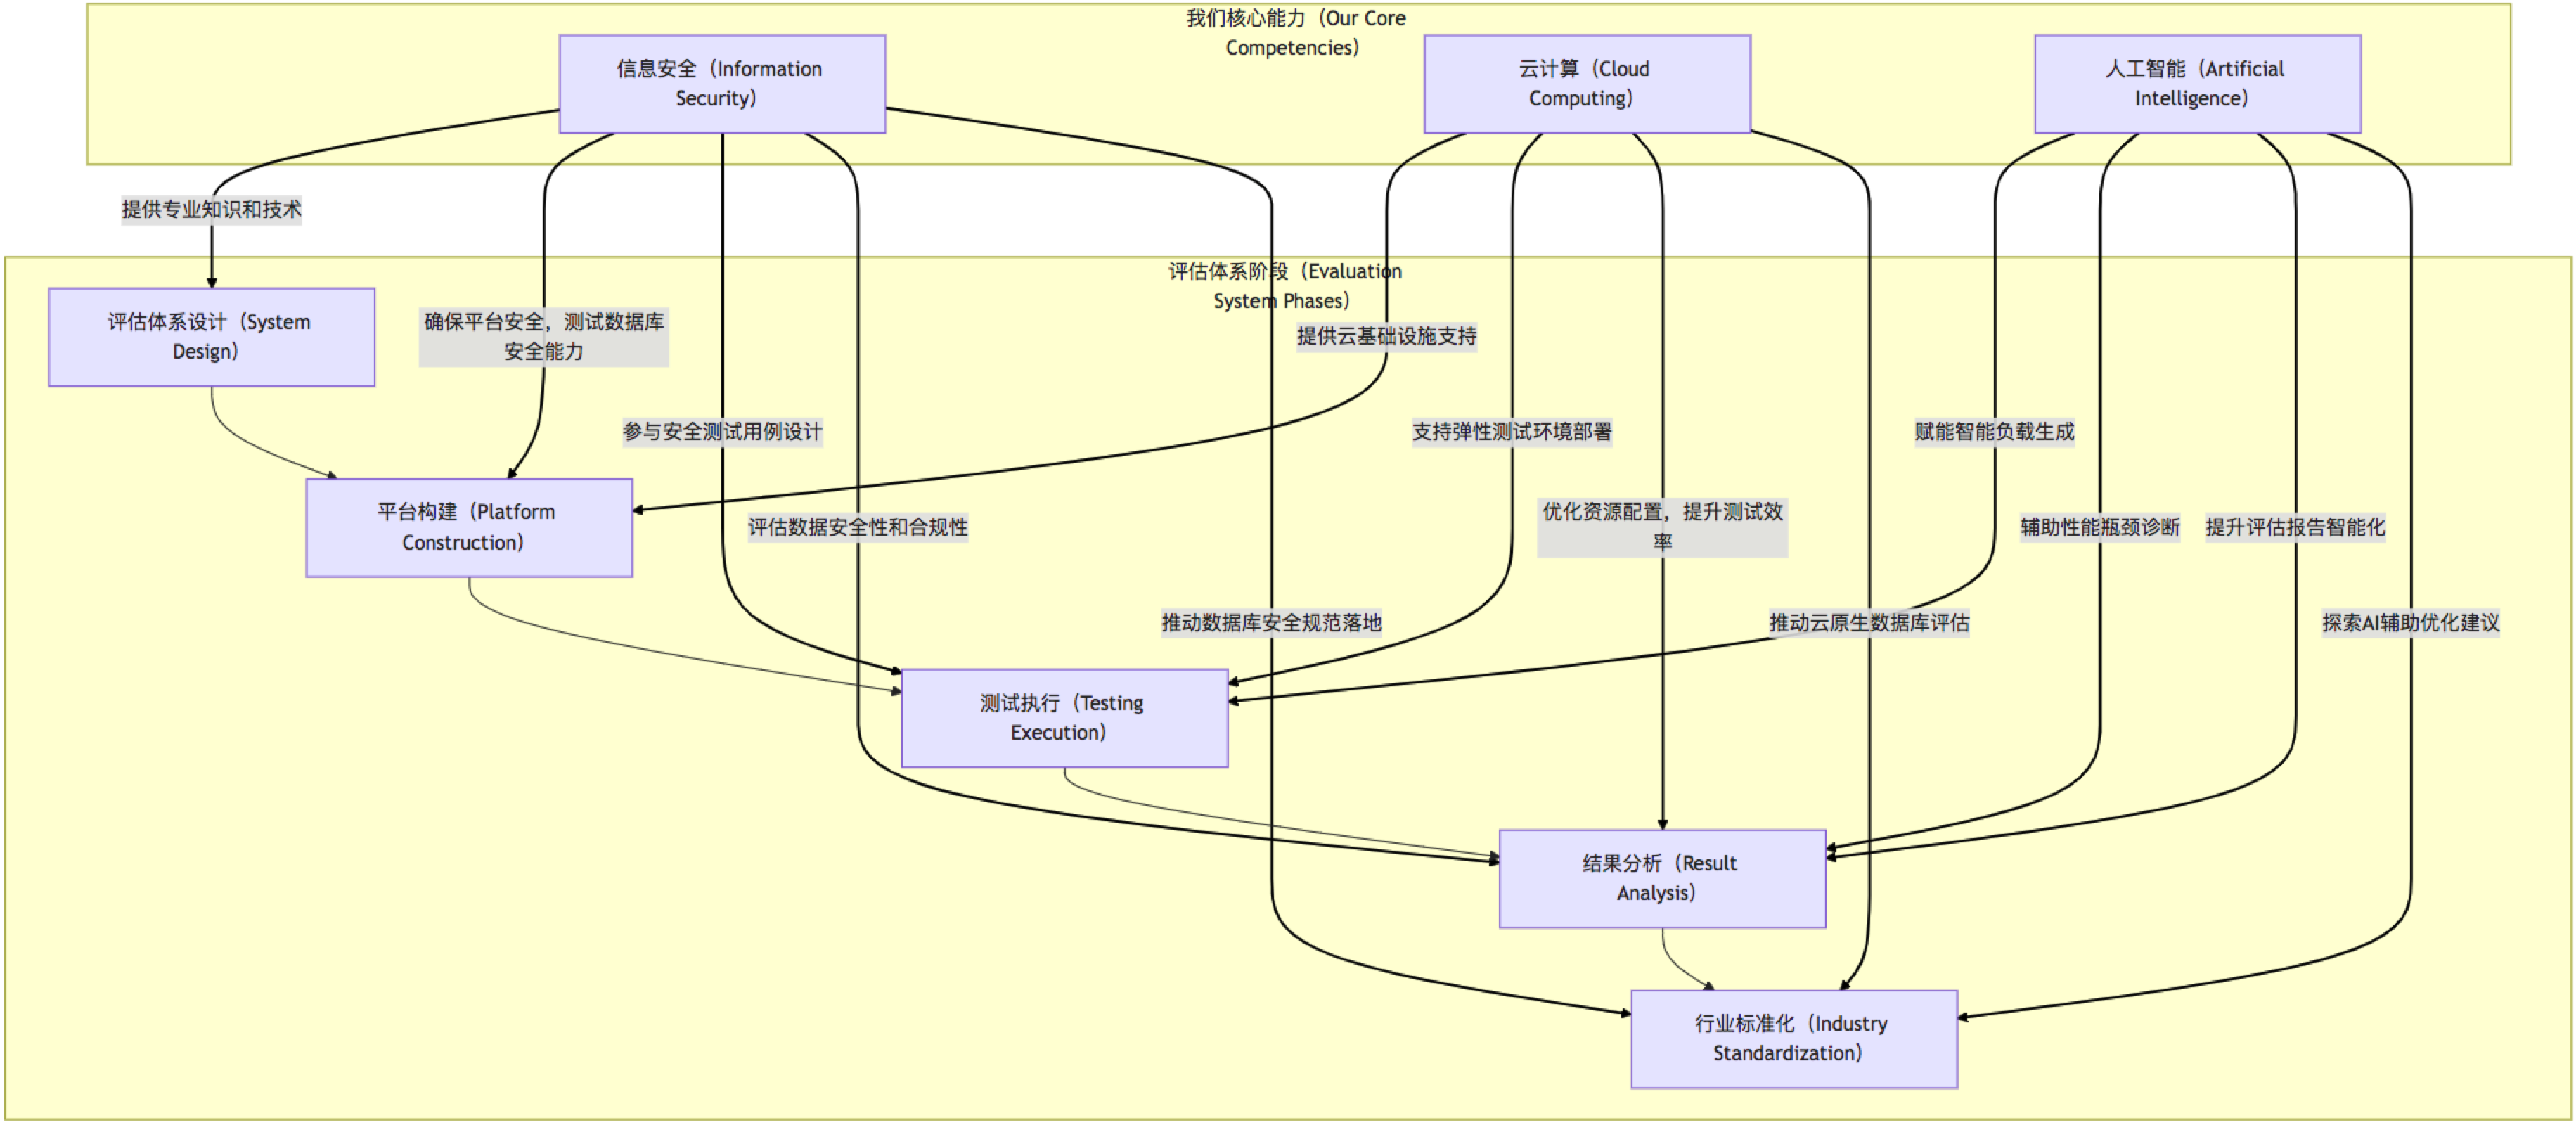 我们核心能力（Our Core
Competencies）
信息安全（Information
Security）
云计算（Cloud
Computing）
人工智能（Artificial
Intelligence）
提供专业知识和技术
评估体系阶段（Evaluation
System Phases）
评估体系设计（System
Design）
确保平台安全，测试数据库
安全能力
提供云基础设施支持
参与安全测试用例设计
支持弹性测试环境部署
赋能智能负载生成
平台构建（Platform
Construction）
评估数据安全性和合规性
优化资源配置，提升测试效
率
辅助性能瓶颈诊断
提升评估报告智能化
推动数据库安全规范落地
推动云原生数据库评估
探索AI辅助优化建议
测试执行（Testing
Execution）
结果分析（Result
Analysis）
行业标准化（Industry
Standardization）